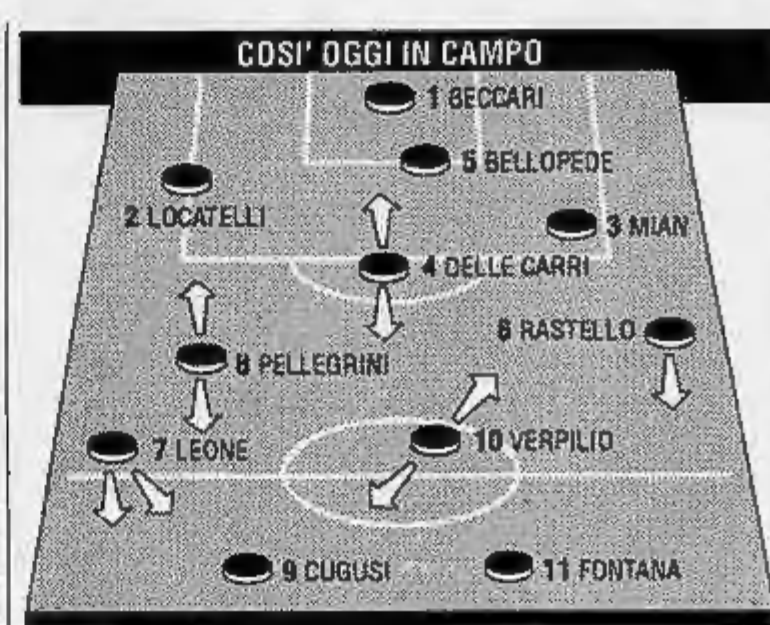 COSI' OGGI IN CAMPO
1 BECCARI
5 BELLOPEDE
2 LOCATELLI
3 MIAN
4 DELLE CARRI
6 RASTELLO
8 PELLEGRINI
7 LEONE
10 VERPILIO
9 CUGUSI
11 FONTANA